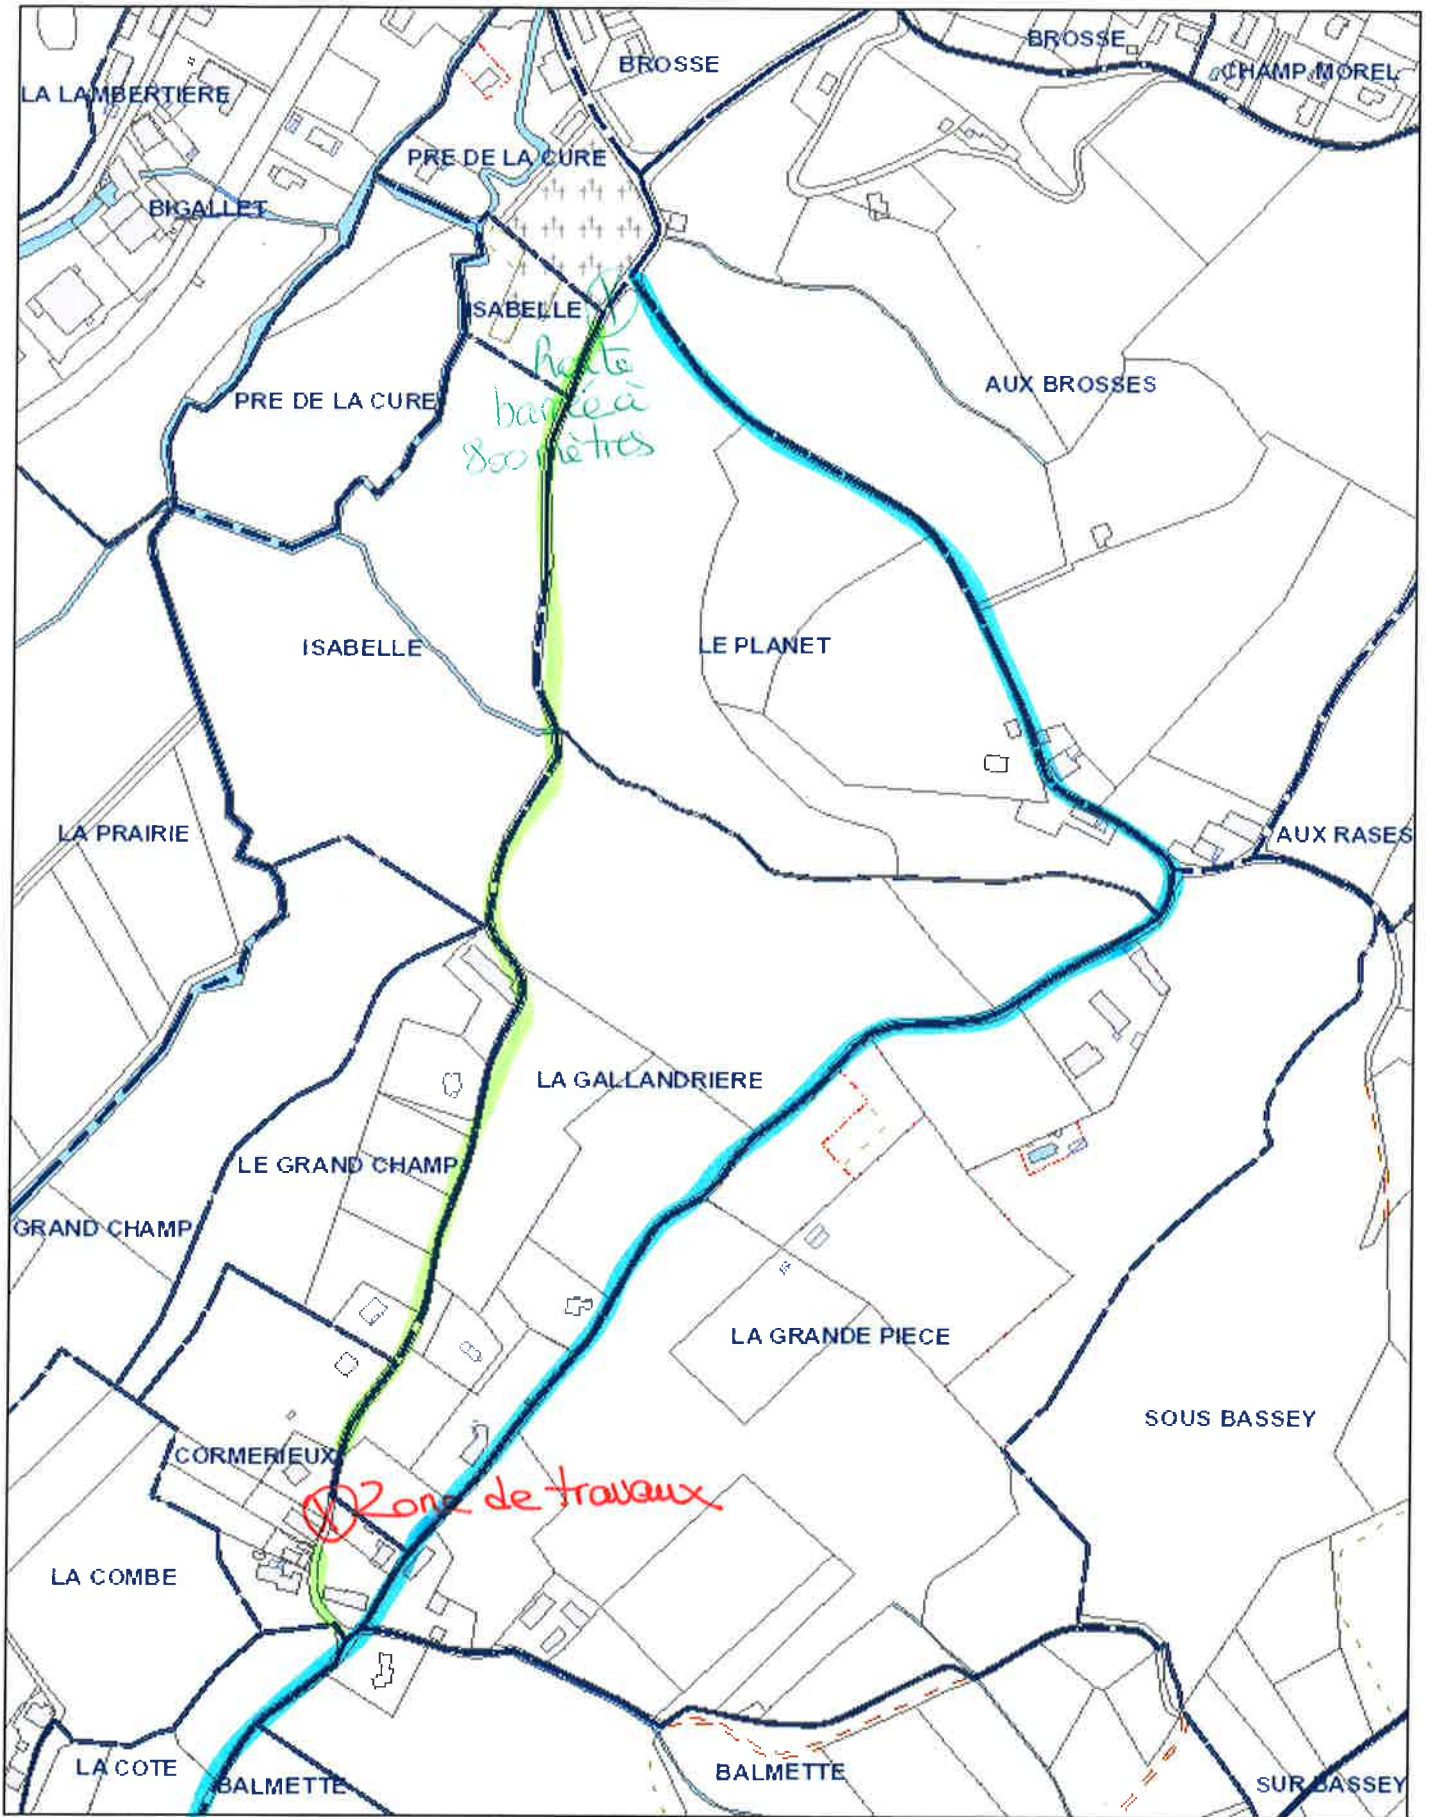 BROSSE
BROSSE
CHAMP MOREL
LA LAMBERTIERE
PRE DE LA CURE
BIGALLET
ISABELLE
Route
barrée à
800 mètres
PRE DE LA CURE
AUX BROSSES
ISABELLE
LE PLANET
LA PRAIRIE
AUX RASES
LA GALLANDRIERE
LE GRAND CHAMP
GRAND CHAMP
LA GRANDE PIECE
SOUS BASSEY
CORMERIEUX
Zone de travaux
LA COMBE
LA COTE
BALMETTE
BALMETTE
SUR BASSEY